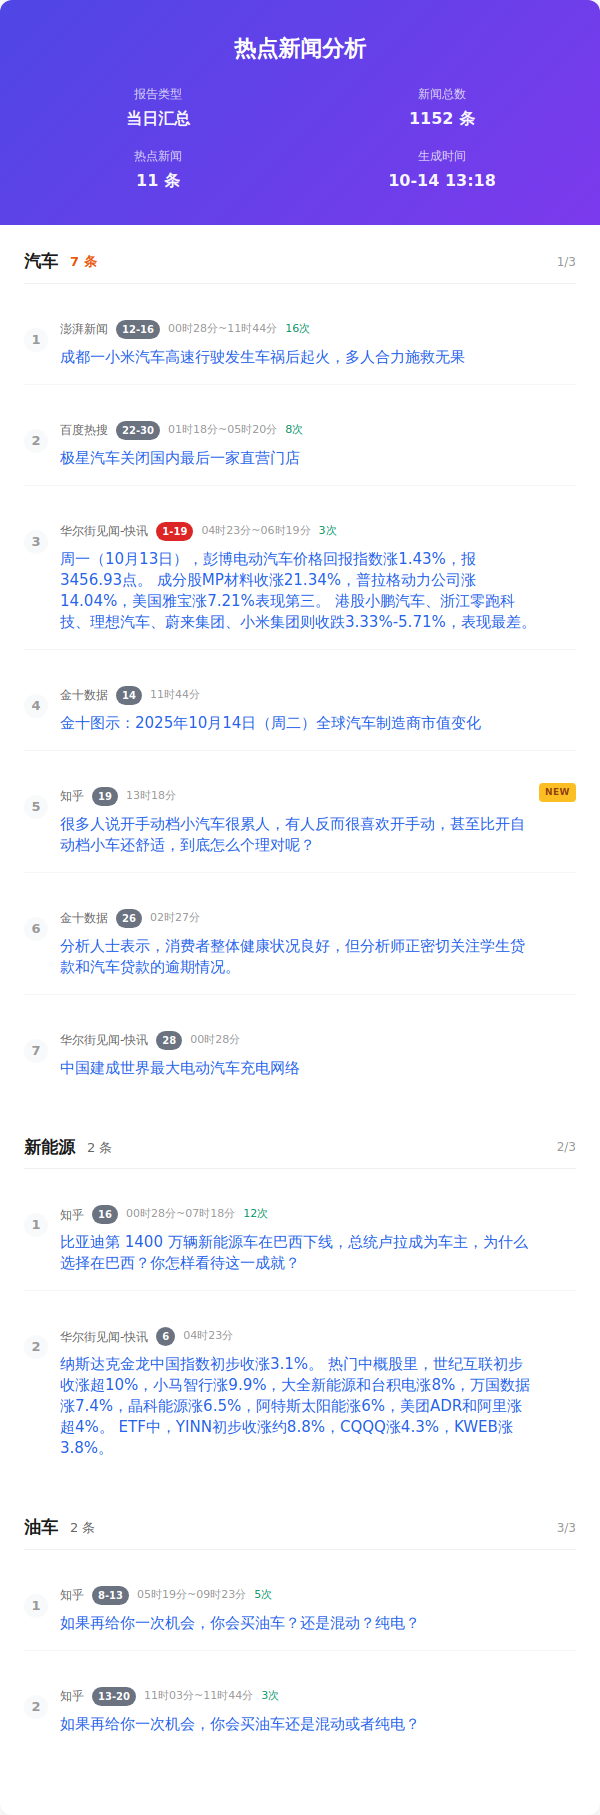 热点新闻分析
报告类型
当日汇总
新闻总数
1152 条
热点新闻
11 条
生成时间
10-14 13:18
汽车 7 条 1/3
1
澎湃新闻 12-16 00时28分~11时44分 16次
成都一小米汽车高速行驶发生车祸后起火，多人合力施救无果
2
百度热搜 22-30 01时18分~05时20分 8次
极星汽车关闭国内最后一家直营门店
3
华尔街见闻-快讯 1-19 04时23分~06时19分 3次
周一（10月13日），彭博电动汽车价格回报指数涨1.43%，报
3456.93点。 成分股MP材料收涨21.34%，普拉格动力公司涨
14.04%，美国雅宝涨7.21%表现第三。 港股小鹏汽车、浙江零跑科
技、理想汽车、蔚来集团、小米集团则收跌3.33%-5.71%，表现最差。
4
金十数据 14 11时44分
金十图示：2025年10月14日（周二）全球汽车制造商市值变化
5
知乎 19 13时18分
NEW
很多人说开手动档小汽车很累人，有人反而很喜欢开手动，甚至比开自
动档小车还舒适，到底怎么个理对呢？
6
金十数据 26 02时27分
分析人士表示，消费者整体健康状况良好，但分析师正密切关注学生贷
款和汽车贷款的逾期情况。
7
华尔街见闻-快讯 28 00时28分
中国建成世界最大电动汽车充电网络
新能源 2 条 2/3
1
知乎 16 00时28分~07时18分 12次
比亚迪第 1400 万辆新能源车在巴西下线，总统卢拉成为车主，为什么
选择在巴西？你怎样看待这一成就？
2
华尔街见闻-快讯 6 04时23分
纳斯达克金龙中国指数初步收涨3.1%。 热门中概股里，世纪互联初步
收涨超10%，小马智行涨9.9%，大全新能源和台积电涨8%，万国数据
涨7.4%，晶科能源涨6.5%，阿特斯太阳能涨6%，美团ADR和阿里涨
超4%。 ETF中，YINN初步收涨约8.8%，CQQQ涨4.3%，KWEB涨
3.8%。
油车 2 条 3/3
1
知乎 8-13 05时19分~09时23分 5次
如果再给你一次机会，你会买油车？还是混动？纯电？
2
知乎 13-20 11时03分~11时44分 3次
如果再给你一次机会，你会买油车还是混动或者纯电？